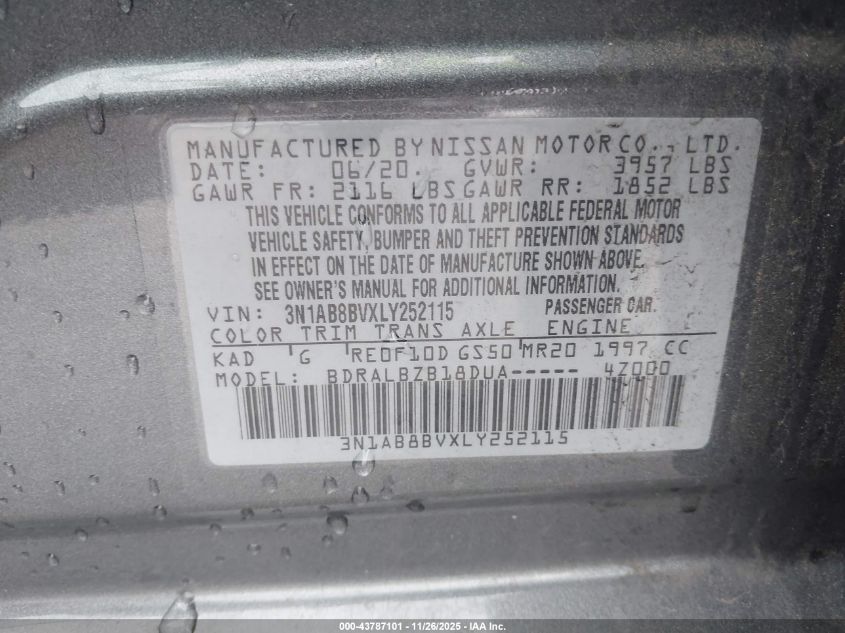 MANUFACTURED BY NISSAN MOTOR CO., LTD.
DATE: 06/20. GVWR: 3957 LBS
GAWR FR: 2116 LBS GAWR RR: 1852 LBS
THIS VEHICLE CONFORMS TO ALL APPLICABLE FEDERAL MOTOR
VEHICLE SAFETY, BUMPER AND THEFT PREVENTION STANDARDS
IN EFFECT ON THE DATE OF MANUFACTURE SHOWN ABOVE.
SEE OWNER'S MANUAL FOR ADDITIONAL INFORMATION.
VIN: 3N1AB8BVXLY252115 PASSENGER CAR.
COLOR TRIM TRANS AXLE ENGINE
KAD G RE0F10D GS50 MR20 1997 CC
MODEL: BDRALBZB18DUA----- 4Z000
3N1AB8BVXLY252115
000-43787101 - 11/26/2025 - IAA Inc.